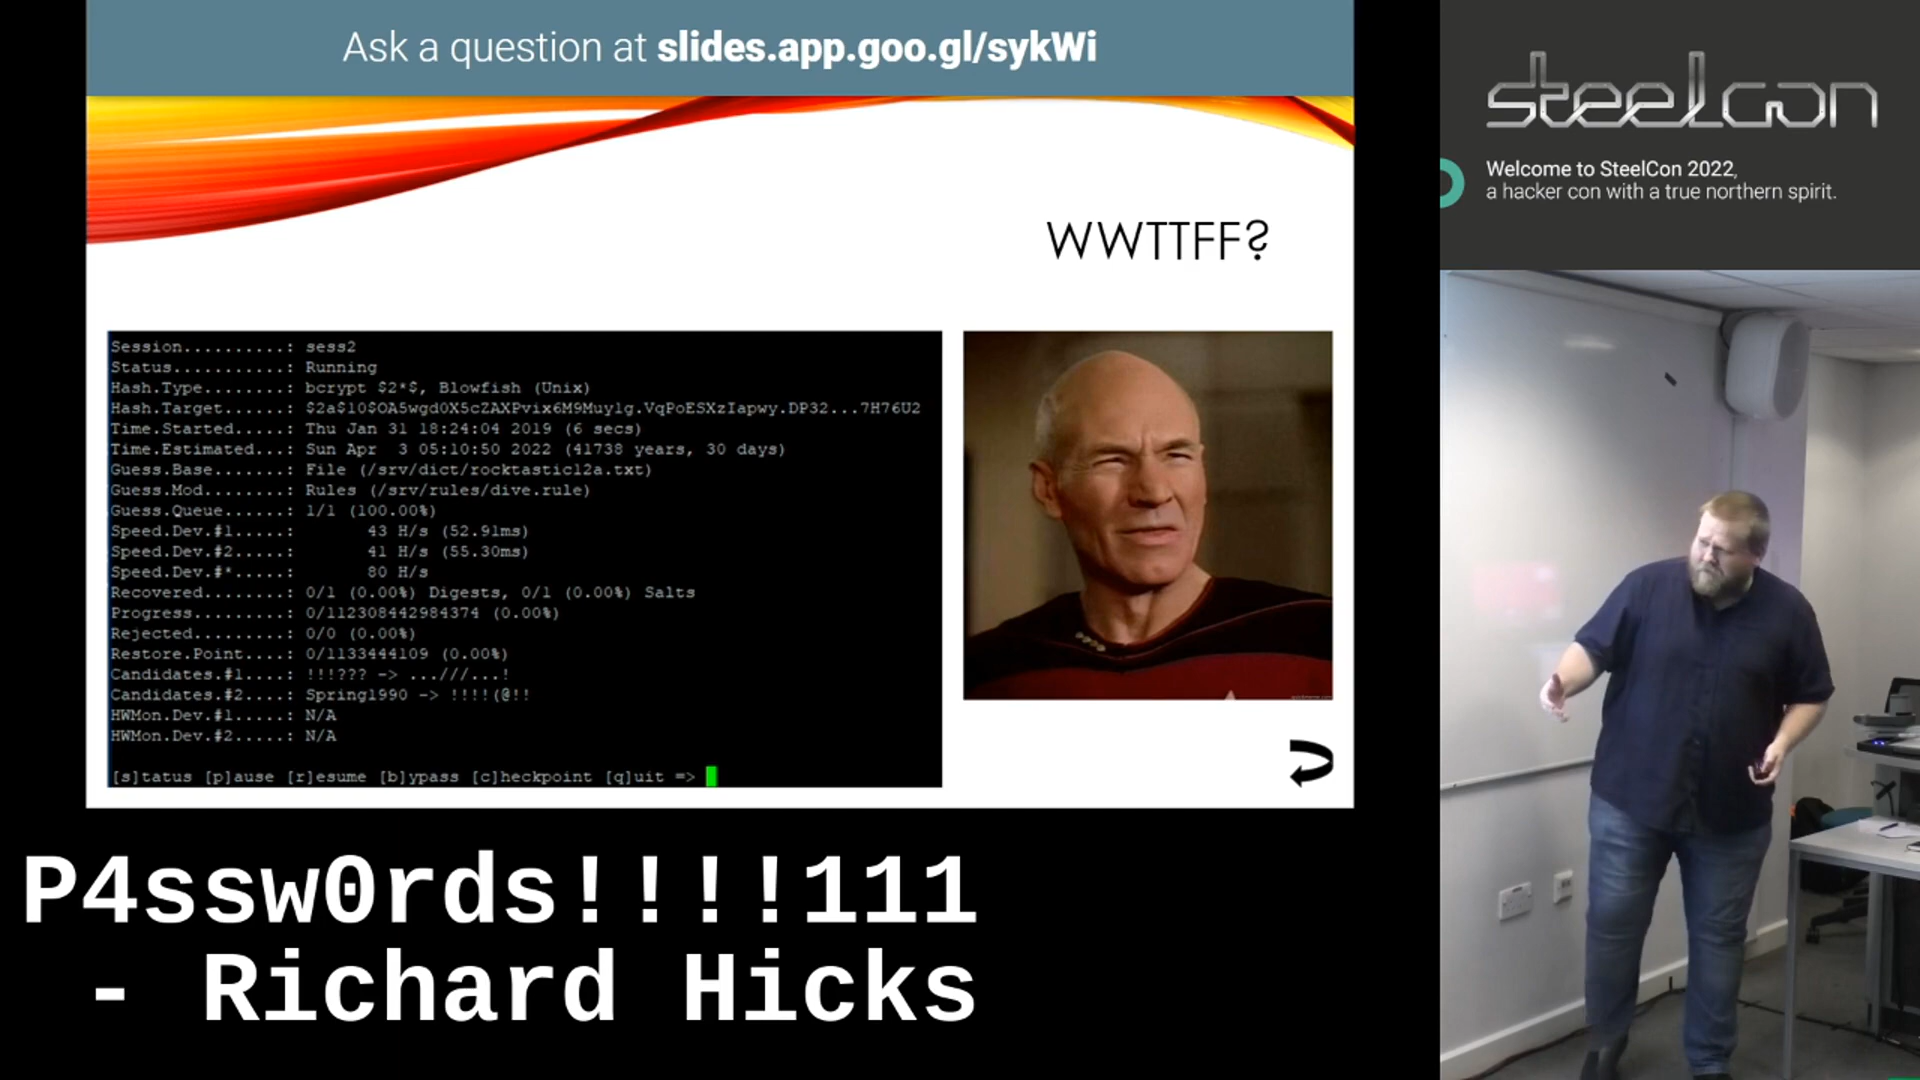 Ask a question at slides.app.goo.gl/sykWi
steelcon
Welcome to SteelCon 2022,
a hacker con with a true northern spirit.
WWTTFF?
Session..........: sess2
Status...........: Running
Hash.Type........: bcrypt $2*$, Blowfish (Unix)
Hash.Target......: $2a$10$OA5wgd0X5cZAXPvix6M9Muy1g.VqPoESXzIapwy.DP32...7H76U2
Time.Started.....: Thu Jan 31 18:24:04 2019 (6 secs)
Time.Estimated...: Sun Apr  3 05:10:50 2022 (41738 years, 30 days)
Guess.Base.......: File (/srv/dict/rocktastic12a.txt)
Guess.Mod........: Rules (/srv/rules/dive.rule)
Guess.Queue......: 1/1 (100.00%)
Speed.Dev.#1.....:       43 H/s (52.91ms)
Speed.Dev.#2.....:       41 H/s (55.30ms)
Speed.Dev.#*.....:       80 H/s
Recovered........: 0/1 (0.00%) Digests, 0/1 (0.00%) Salts
Progress.........: 0/112308442984374 (0.00%)
Rejected.........: 0/0 (0.00%)
Restore.Point....: 0/1133444109 (0.00%)
Candidates.#1....: !!!??? -> ...///...!
Candidates.#2....: Spring1990 -> !!!!(@!!
HWMon.Dev.#1.....: N/A
HWMon.Dev.#2.....: N/A
[s]tatus [p]ause [r]esume [b]ypass [c]heckpoint [q]uit =>
P4ssw0rds!!!!111
- Richard Hicks